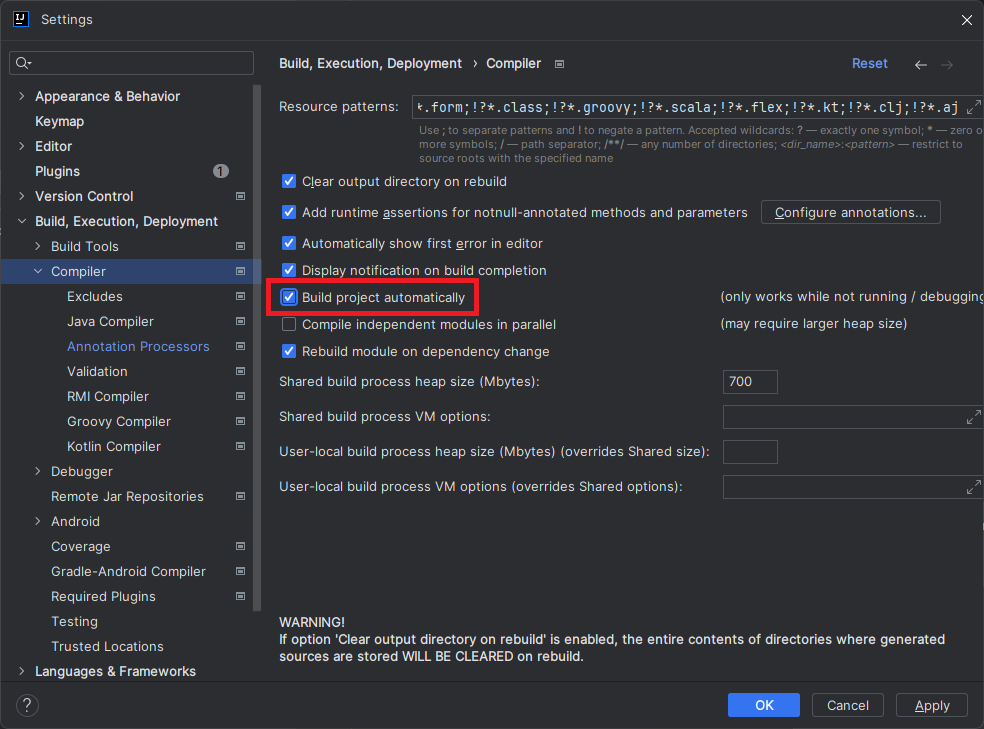 IJ
Settings
Build, Execution, Deployment › Compiler
Reset
Appearance & Behavior
Keymap
Editor
Plugins
1
Version Control
Build, Execution, Deployment
Build Tools
Compiler
Excludes
Java Compiler
Annotation Processors
Validation
RMI Compiler
Groovy Compiler
Kotlin Compiler
Debugger
Remote Jar Repositories
Android
Coverage
Gradle-Android Compiler
Required Plugins
Testing
Trusted Locations
Languages & Frameworks
Resource patterns:
*.form;!?*.class;!?*.groovy;!?*.scala;!?*.flex;!?*.kt;!?*.clj;!?*.aj
Use ; to separate patterns and ! to negate a pattern. Accepted wildcards: ? — exactly one symbol; * — zero o
more symbols; / — path separator; /**/ — any number of directories; <dir_name>:<pattern> — restrict to
source roots with the specified name
Clear output directory on rebuild
Add runtime assertions for notnull-annotated methods and parameters
Configure annotations...
Automatically show first error in editor
Display notification on build completion
Build project automatically
(only works while not running / debugging
Compile independent modules in parallel
(may require larger heap size)
Rebuild module on dependency change
Shared build process heap size (Mbytes):
700
Shared build process VM options:
User-local build process heap size (Mbytes) (overrides Shared size):
User-local build process VM options (overrides Shared options):
WARNING!
If option 'Clear output directory on rebuild' is enabled, the entire contents of directories where generated
sources are stored WILL BE CLEARED on rebuild.
?
OK
Cancel
Apply